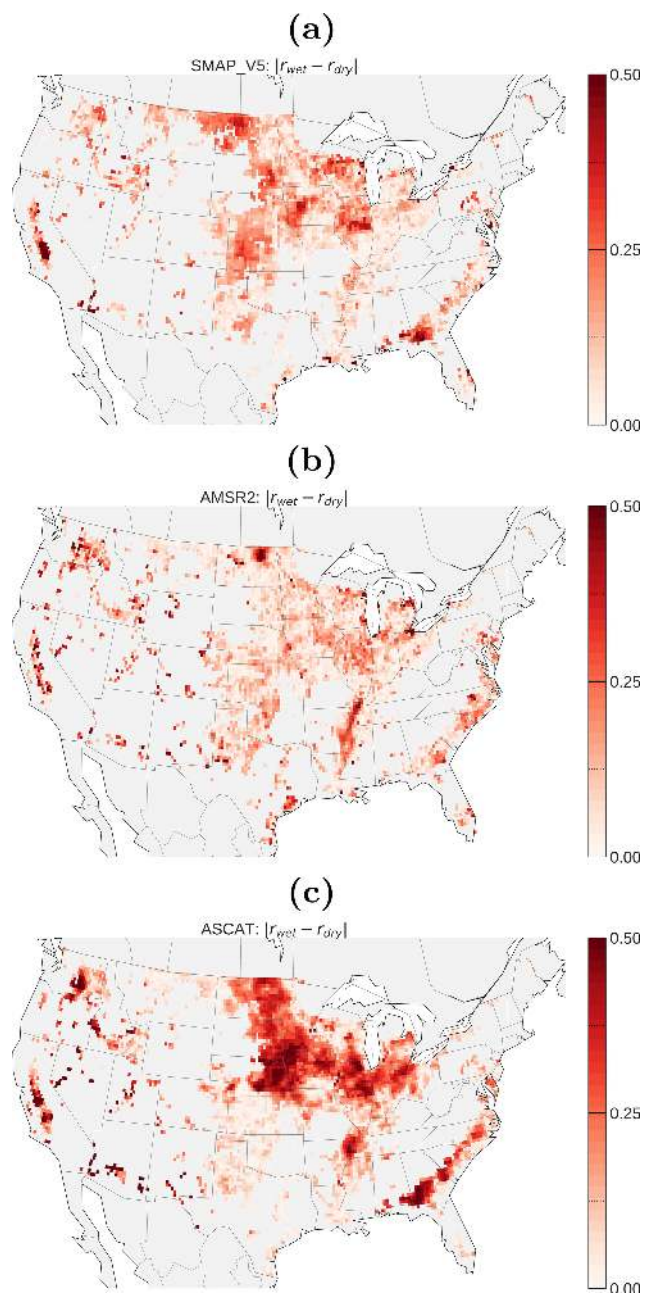 (a)
SMAP_V5: |r_wet − r_dry|
0.50
0.25
0.00
(b)
AMSR2: |r_wet − r_dry|
0.50
0.25
0.00
(c)
ASCAT: |r_wet − r_dry|
0.50
0.25
0.00